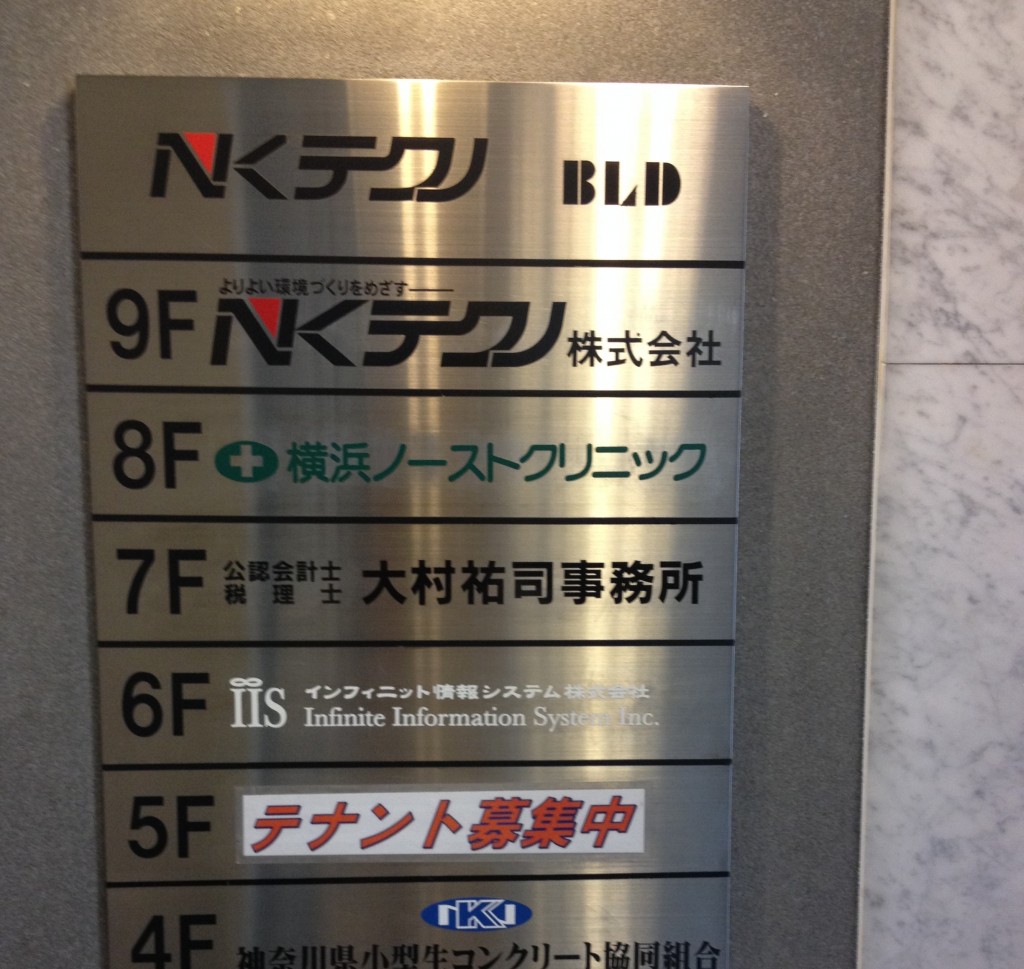 NKテクノ BLD
よりよい環境づくりをめざす
9F NKテクノ 株式会社
8F 横浜ノーストクリニック
7F 公認会計士 税理士 大村祐司事務所
6F iis インフィニット情報システム株式会社
Infinite Information System Inc.
5F テナント募集中
4F 神奈川県小型生コンクリート協同組合